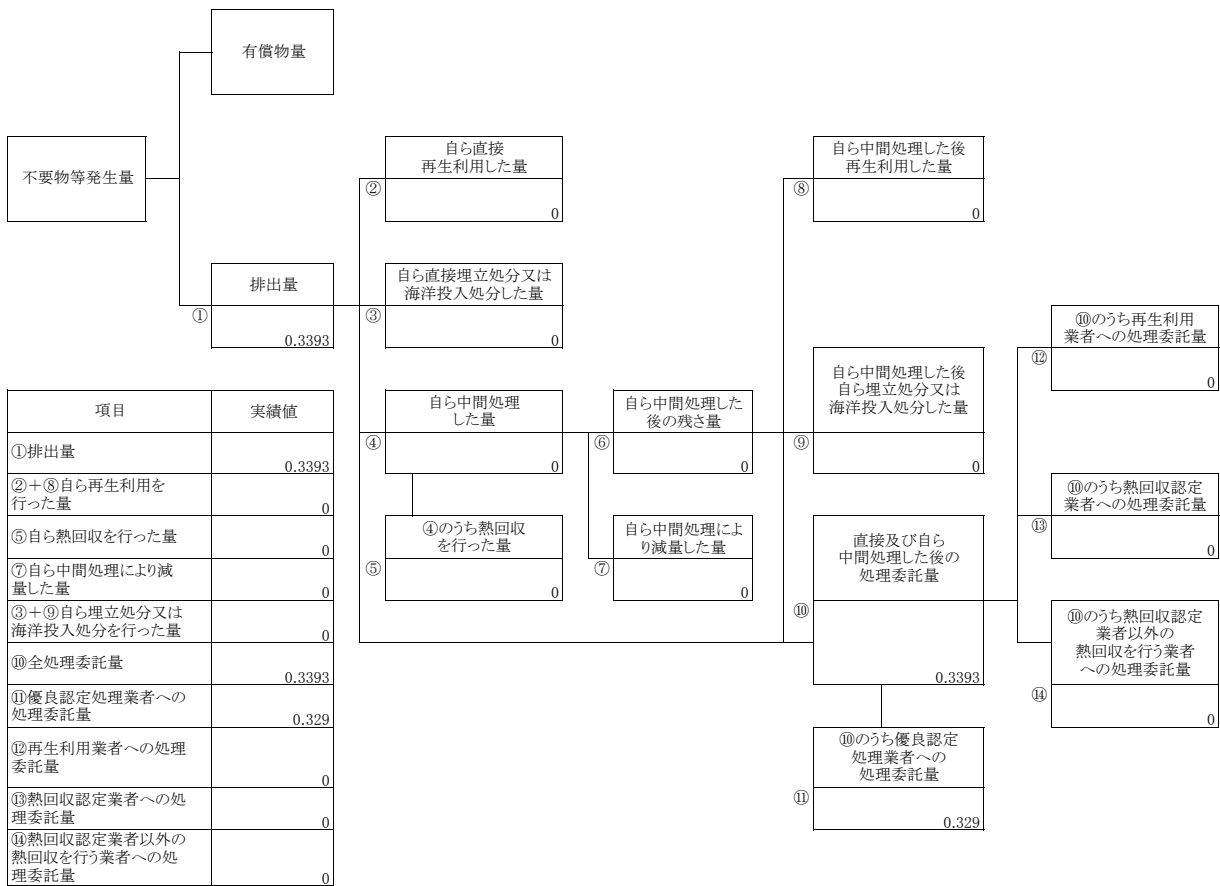 有償物量
不要物等発生量
自ら直接
再生利用した量
②
0
自ら中間処理した後
再生利用した量
⑧
0
排出量
①
0.3393
自ら直接埋立処分又は
海洋投入処分した量
③
0
⑩のうち再生利用
業者への処理委託量
⑫
0
自ら中間処理
した量
④
0
自ら中間処理した
後の残さ量
⑥
0
自ら中間処理した後
自ら埋立処分又は
海洋投入処分した量
⑨
0
⑩のうち熱回収認定
業者への処理委託量
⑬
0
④のうち熱回収
を行った量
⑤
0
自ら中間処理によ
り減量した量
⑦
0
直接及び自ら
中間処理した後の
処理委託量
⑩
0.3393
⑩のうち熱回収認定
業者以外の
熱回収を行う業者
への処理委託量
⑭
0
⑩のうち優良認定
処理業者への
処理委託量
⑪
0.329
項目 実績値
①排出量
0.3393
②＋⑧自ら再生利用を
行った量
0
⑤自ら熱回収を行った量
0
⑦自ら中間処理により減
量した量
0
③＋⑨自ら埋立処分又は
海洋投入処分を行った量
0
⑩全処理委託量
0.3393
⑪優良認定処理業者への
処理委託量
0.329
⑫再生利用業者への処理
委託量
0
⑬熱回収認定業者への処
理委託量
0
⑭熱回収認定業者以外の
熱回収を行う業者への処
理委託量
0